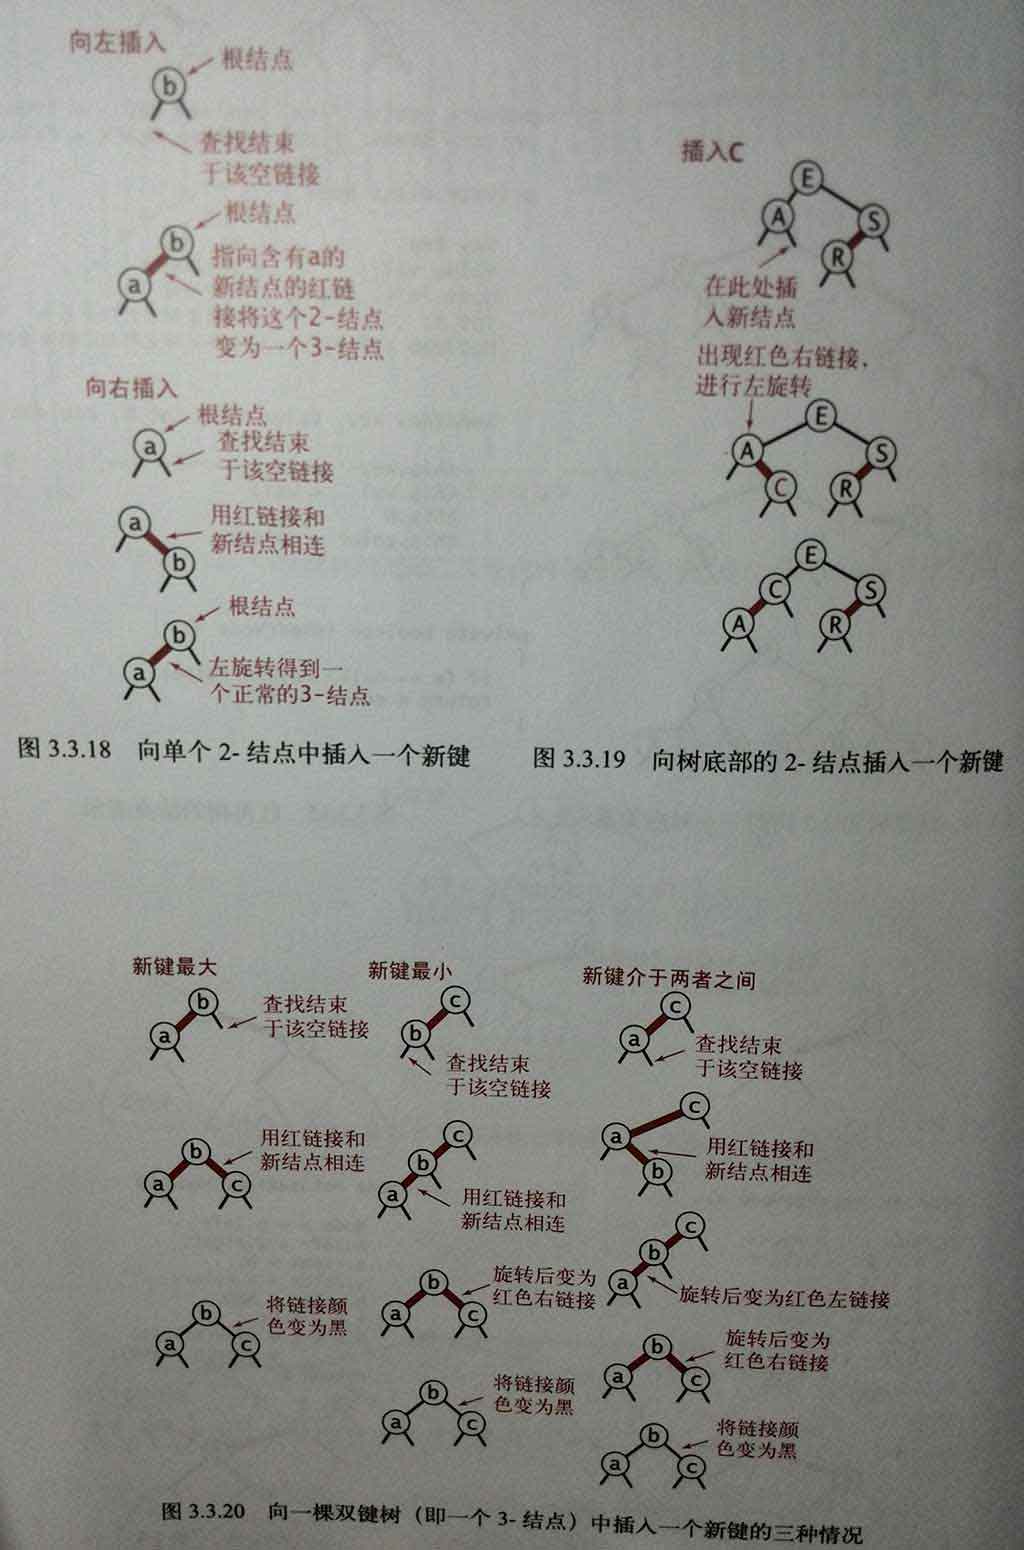 向左插入
根结点
b
查找结束
于该空链接
根结点
b
a
指向含有a的
新结点的红链
接将这个2-结点
变为一个3-结点
向右插入
根结点
a
查找结束
于该空链接
a
用红链接和
新结点相连
b
根结点
b
a
左旋转得到一
个正常的3-结点
图 3.3.18 向单个 2- 结点中插入一个新键
插入C
E
A S
R
在此处插
入新结点
出现红色右链接,
进行左旋转
E
A S
C R
E
C S
A R
图 3.3.19 向树底部的 2- 结点插入一个新键
新键最大
b
a
查找结束
于该空链接
b
a c
用红链接和
新结点相连
b
a c
将链接颜
色变为黑
新键最小
c
b
查找结束
于该空链接
c
b
a
用红链接和
新结点相连
b
a c
旋转后变为
红色右链接
b
a c
将链接颜
色变为黑
新键介于两者之间
c
a
查找结束
于该空链接
c
a
b
用红链接和
新结点相连
c
b
a
旋转后变为红色左链接
b
a c
旋转后变为
红色右链接
b
a c
将链接颜
色变为黑
图 3.3.20 向一棵双键树（即一个 3- 结点）中插入一个新键的三种情况